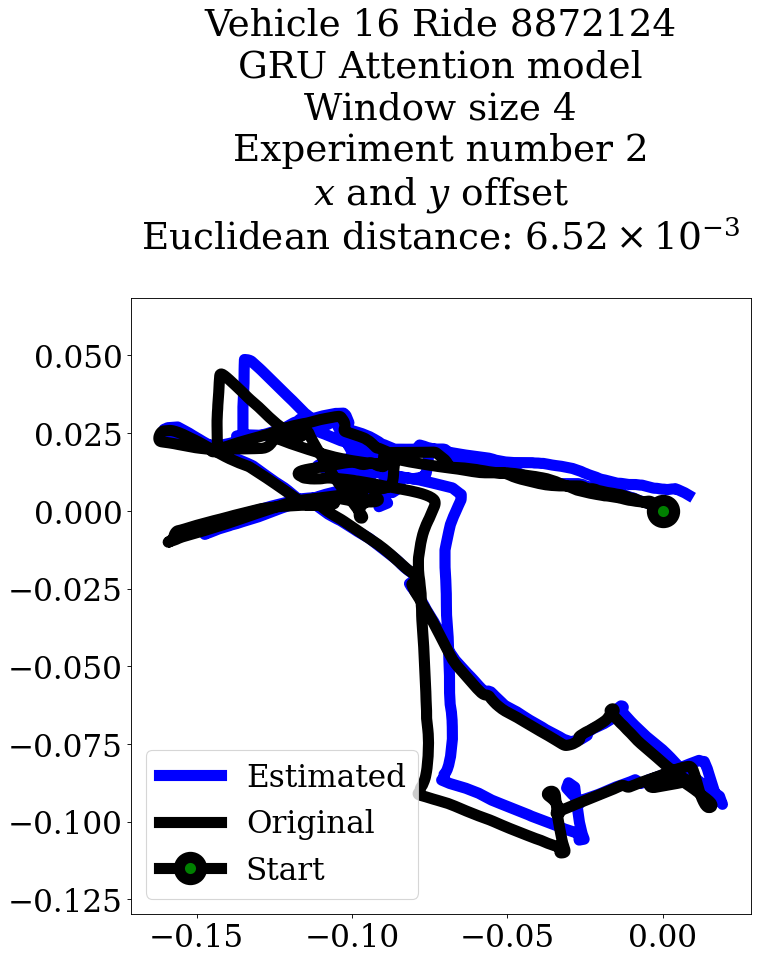 Vehicle 16 Ride 8872124
GRU Attention model
Window size 4
Experiment number 2
x and y offset
Euclidean distance: 6.52 × 10⁻³
0.050
0.025
0.000
−0.025
−0.050
−0.075
−0.100
−0.125
Estimated
Original
Start
−0.15 −0.10 −0.05 0.00